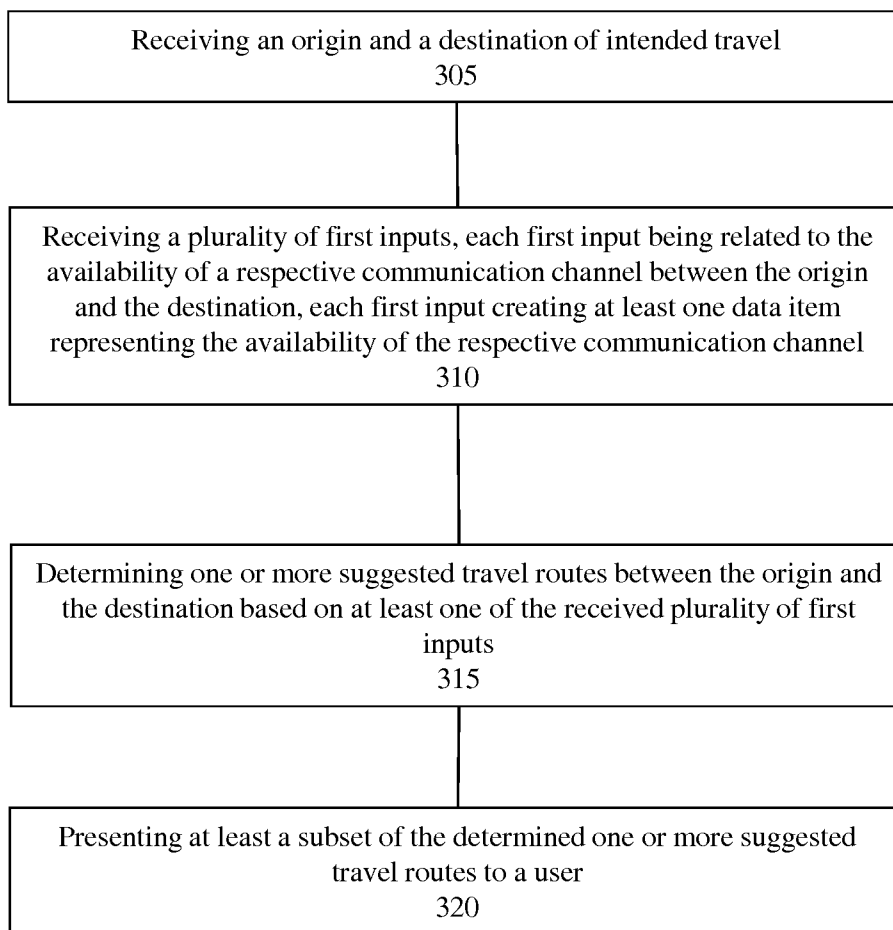 Receiving an origin and a destination of intended travel
305
Receiving a plurality of first inputs, each first input being related to the
availability of a respective communication channel between the origin
and the destination, each first input creating at least one data item
representing the availability of the respective communication channel
310
Determining one or more suggested travel routes between the origin and
the destination based on at least one of the received plurality of first
inputs
315
Presenting at least a subset of the determined one or more suggested
travel routes to a user
320